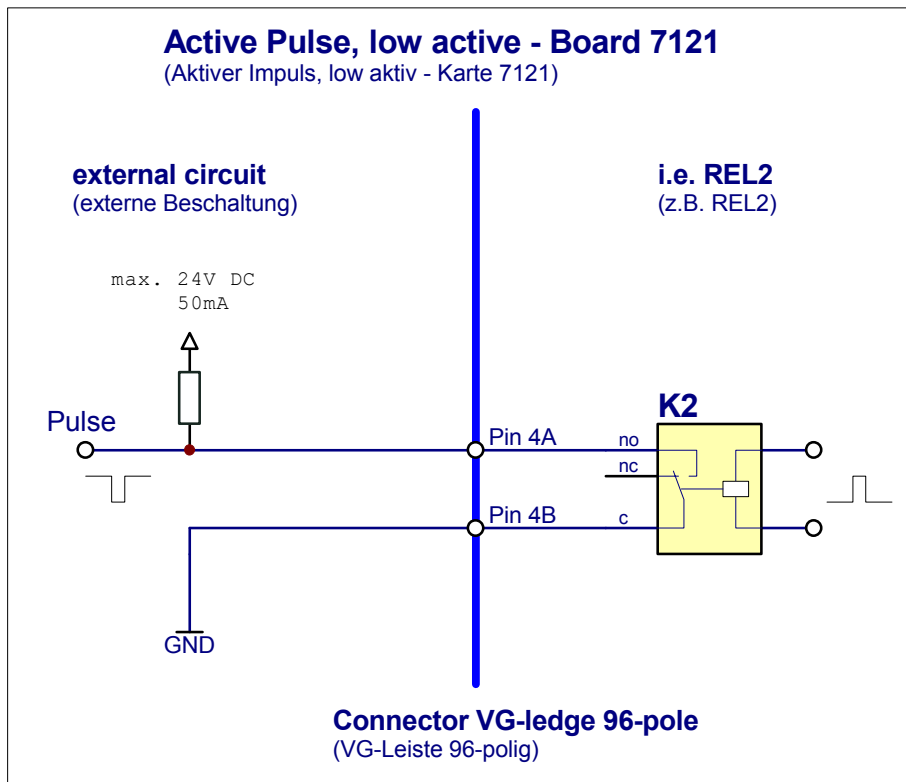 Active Pulse, low active - Board 7121
(Aktiver Impuls, low aktiv - Karte 7121)
external circuit
(externe Beschaltung)
i.e. REL2
(z.B. REL2)
max. 24V DC
50mA
K2
Pulse
Pin 4A
no
nc
Pin 4B
c
GND
Connector VG-ledge 96-pole
(VG-Leiste 96-polig)